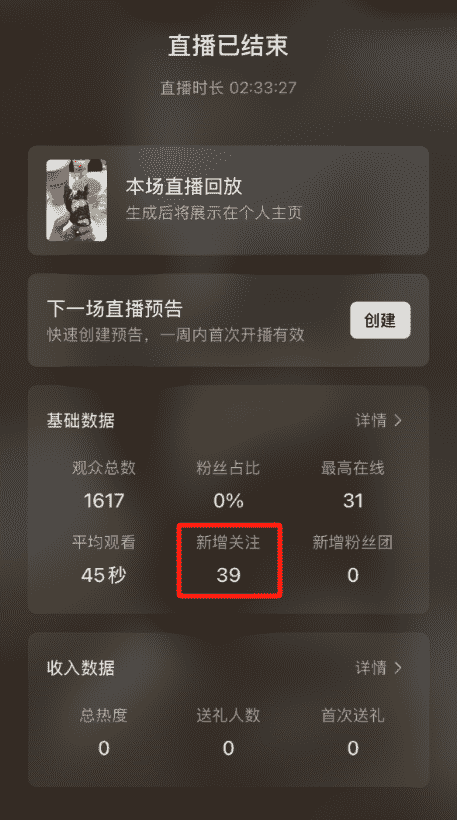 直播已结束
直播时长 02:33:27
本场直播回放
生成后将展示在个人主页
下一场直播预告
快速创建预告，一周内首次开播有效
创建
基础数据
详情 >
观众总数 粉丝占比 最高在线
1617 0% 31
平均观看 新增关注 新增粉丝团
45秒 39 0
收入数据
详情 >
总热度 送礼人数 首次送礼
0 0 0